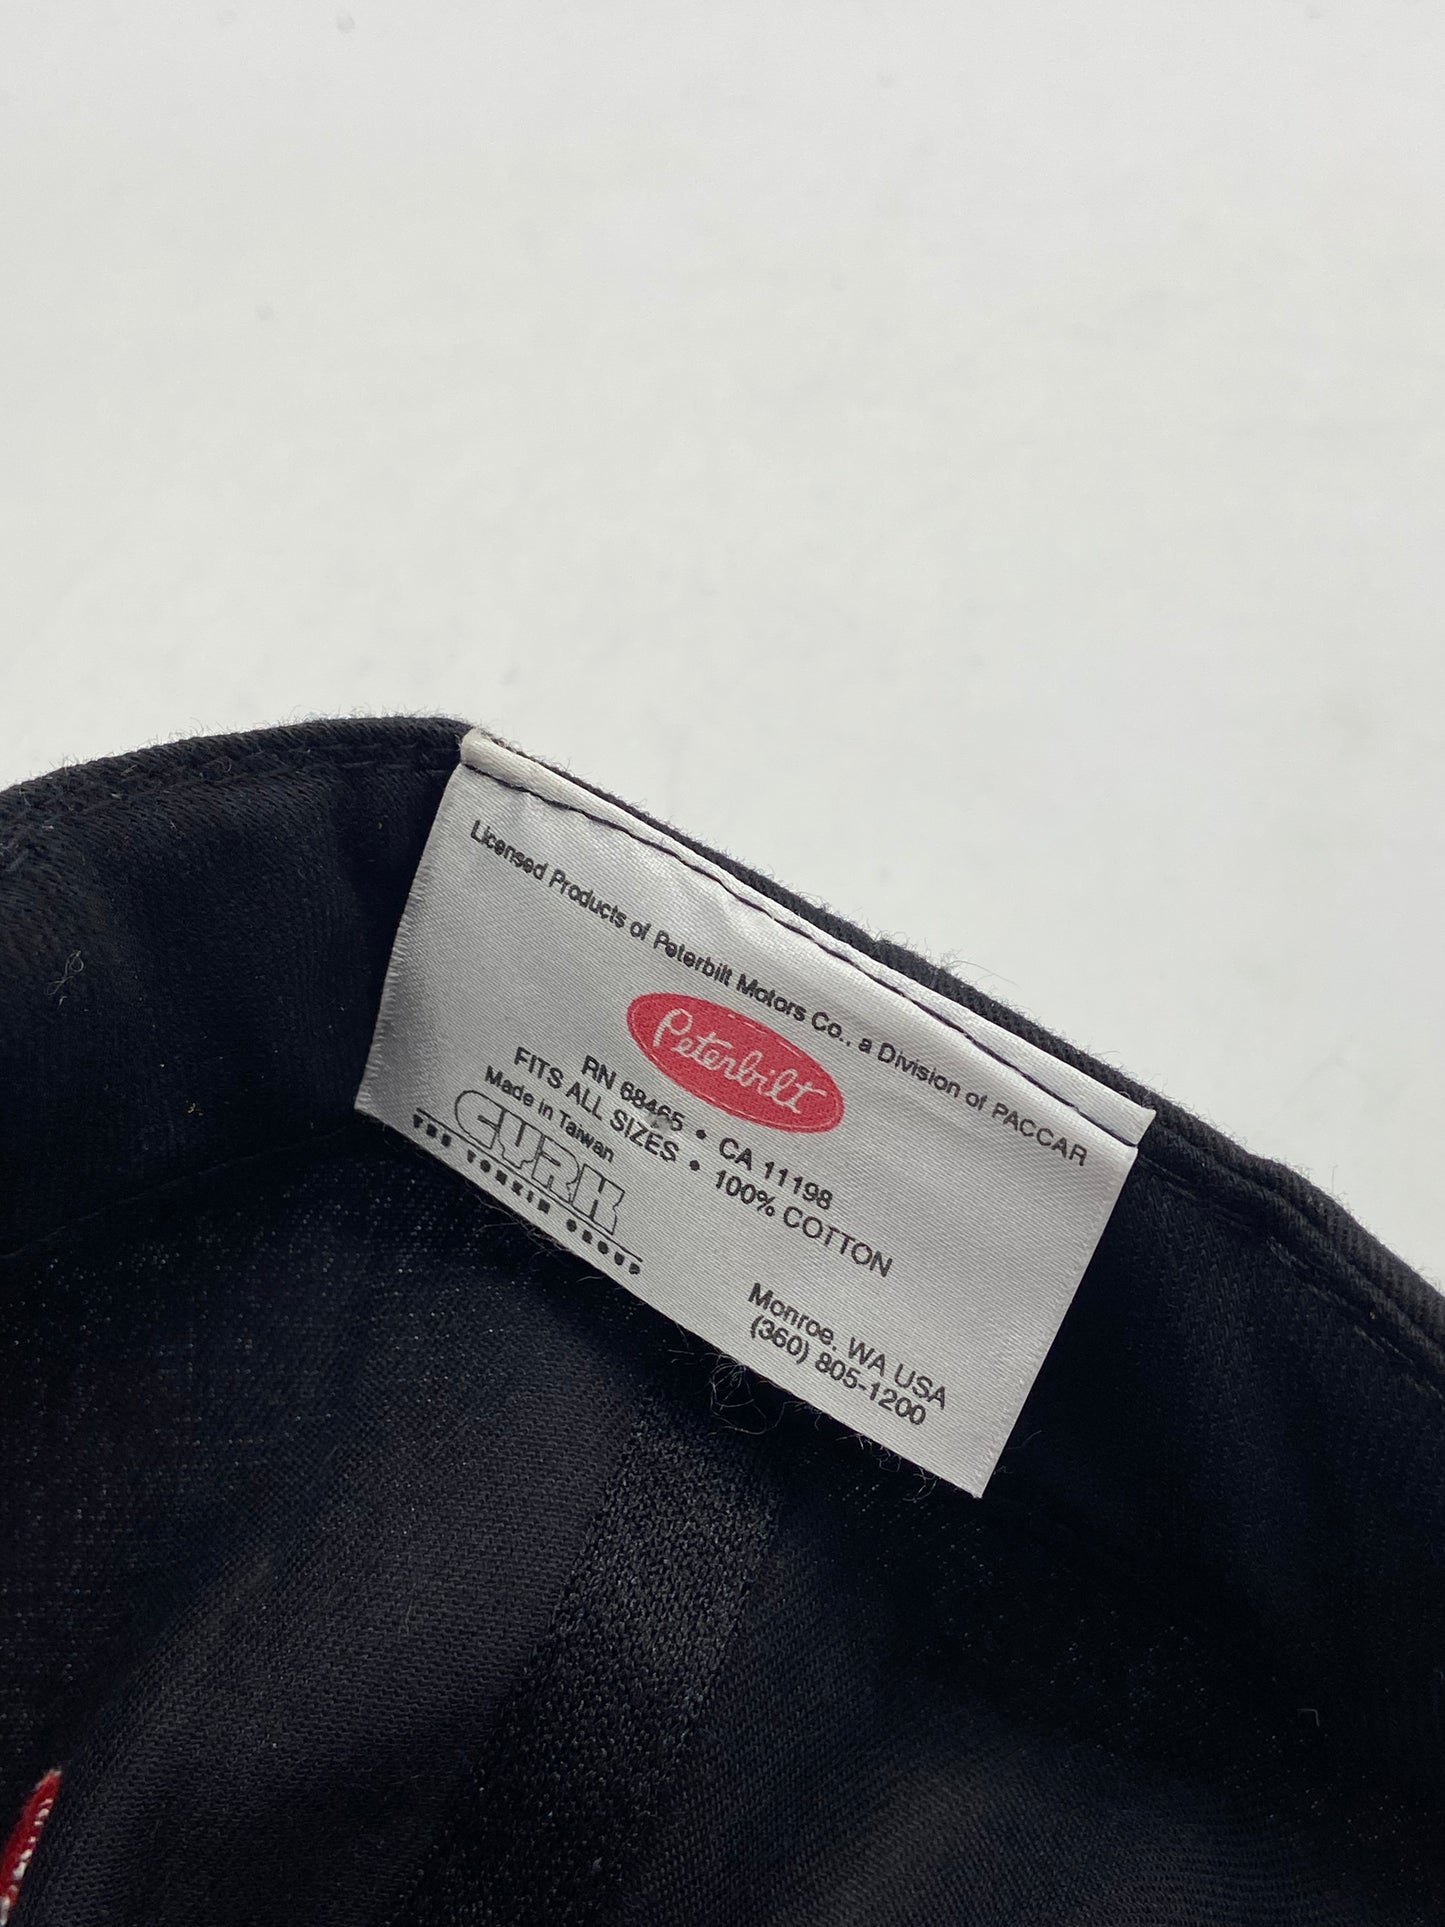 Licensed Products of Peterbilt Motors Co., a Division of PACCAR
Peterbilt
RN 68465 • CA 11198
FITS ALL SIZES • 100% COTTON
Made in Taiwan
CYRK
THE TONKIN GROUP
Monroe, WA USA
(360) 805-1200